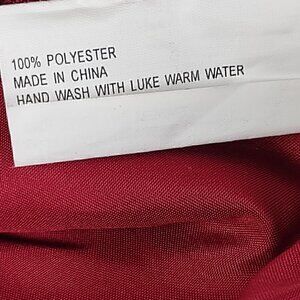 100% POLYESTER
MADE IN CHINA
HAND WASH WITH LUKE WARM WATER